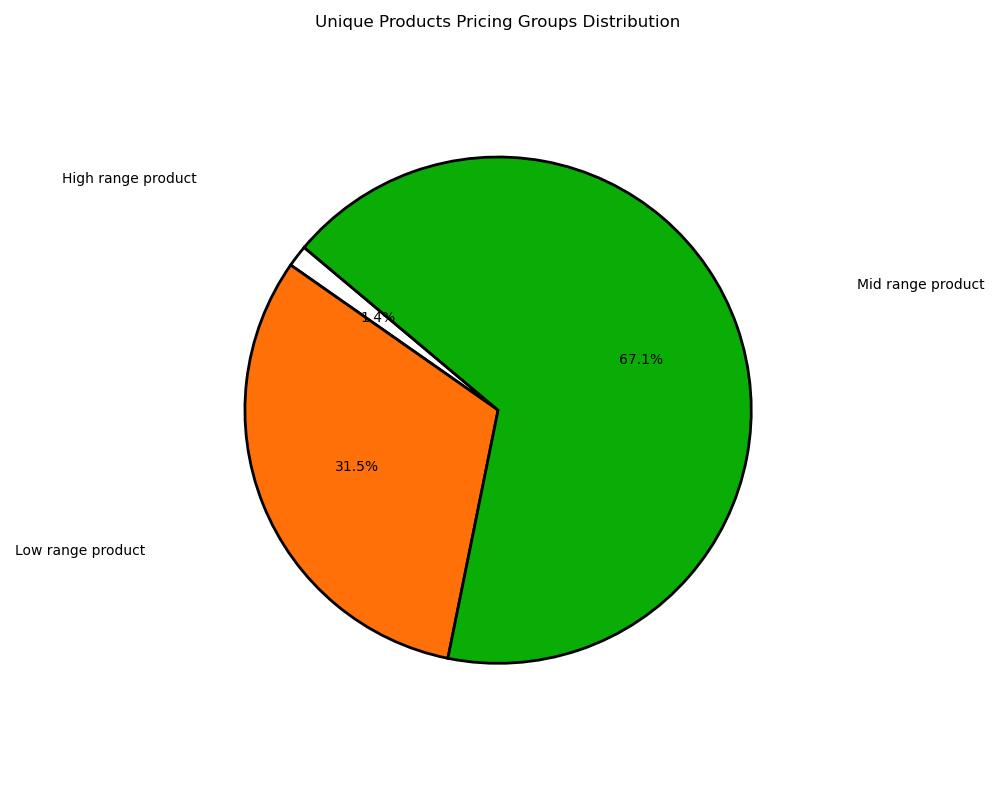 Unique Products Pricing Groups Distribution
High range product
Mid range product
1.4%
67.1%
31.5%
Low range product